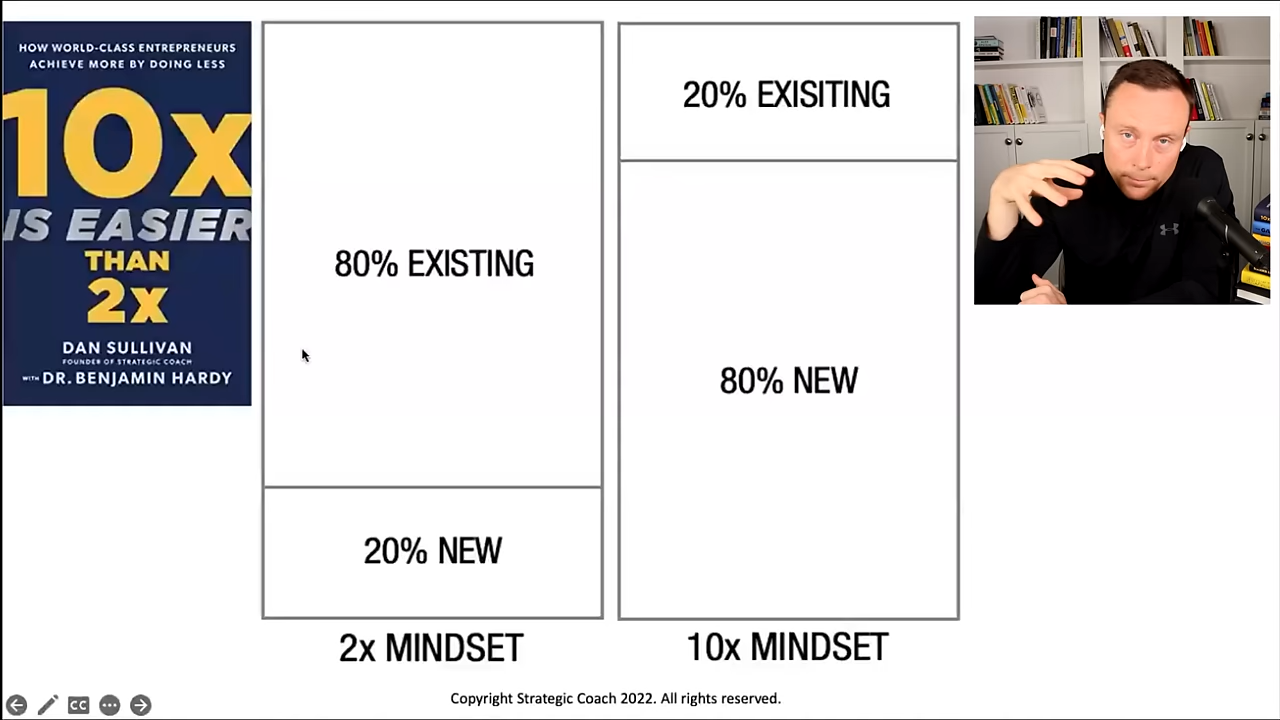 HOW WORLD-CLASS ENTREPRENEURS
ACHIEVE MORE BY DOING LESS
10x
IS EASIER
THAN
2x
DAN SULLIVAN
FOUNDER OF STRATEGIC COACH
WITH DR. BENJAMIN HARDY
80% EXISTING
20% NEW
2x MINDSET
20% EXISITING
80% NEW
10x MINDSET
Copyright Strategic Coach 2022. All rights reserved.
CC